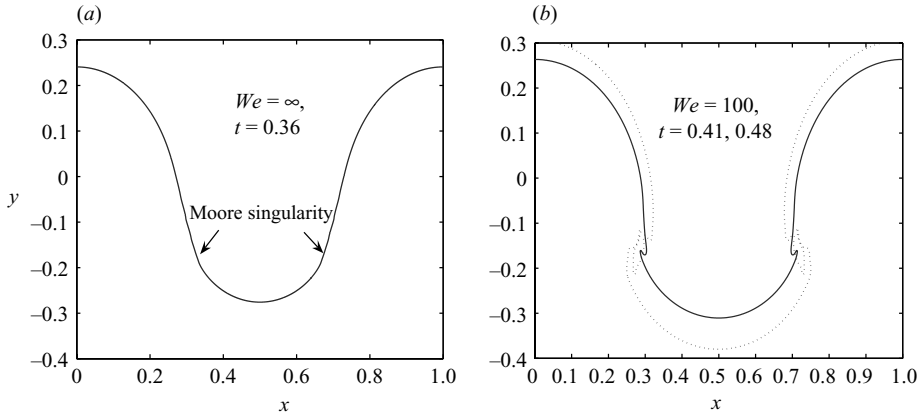 (a)
(b)
0.3
0.2
0.1
0
–0.1
–0.2
–0.3
–0.4
y
We = ∞,
t = 0.36
Moore singularity
0 0.2 0.4 0.6 0.8 1.0
x
0.3
0.2
0.1
0
–0.1
–0.2
–0.3
–0.4
We = 100,
t = 0.41, 0.48
0 0.1 0.2 0.3 0.4 0.5 0.6 0.7 0.8 0.9 1.0
x